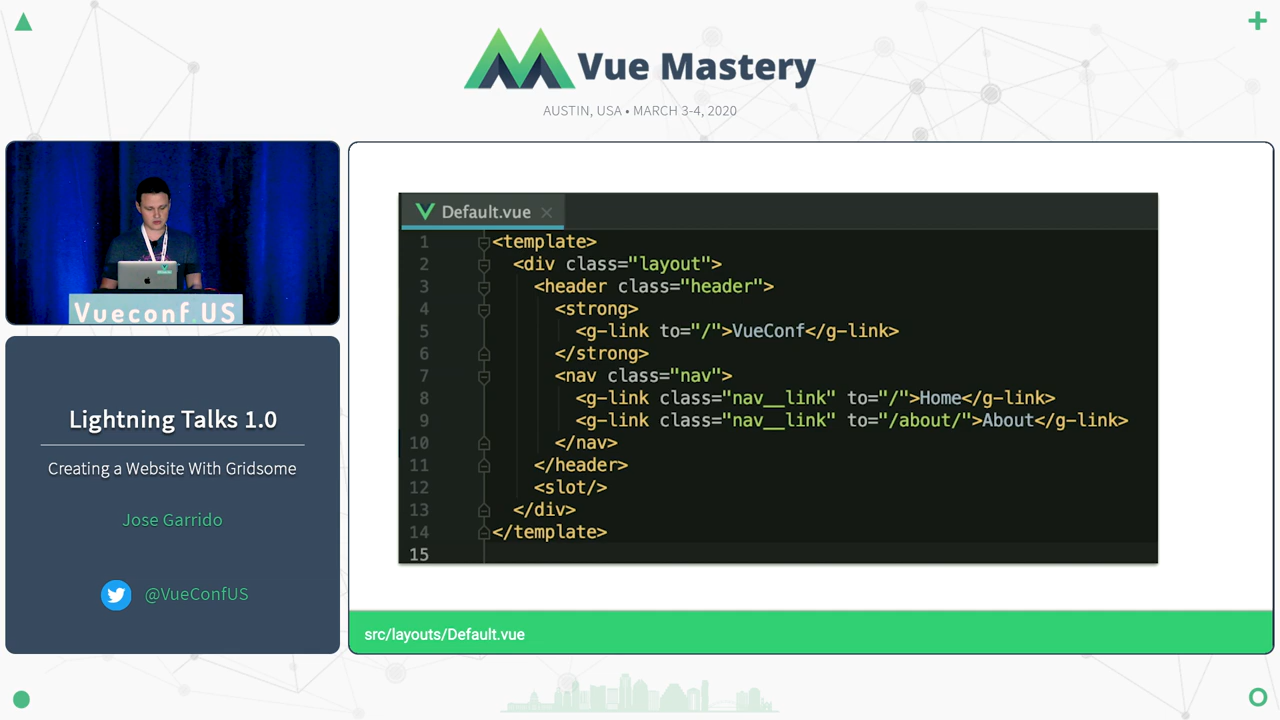 Vue Mastery
AUSTIN, USA • MARCH 3-4, 2020
Vueconf.US
Lightning Talks 1.0
Creating a Website With Gridsome
Jose Garrido
@VueConfUS
Default.vue ×
1 <template>
2 <div class="layout">
3 <header class="header">
4 <strong>
5 <g-link to="/">VueConf</g-link>
6 </strong>
7 <nav class="nav">
8 <g-link class="nav__link" to="/">Home</g-link>
9 <g-link class="nav__link" to="/about/">About</g-link>
10 </nav>
11 </header>
12 <slot/>
13 </div>
14 </template>
15
src/layouts/Default.vue